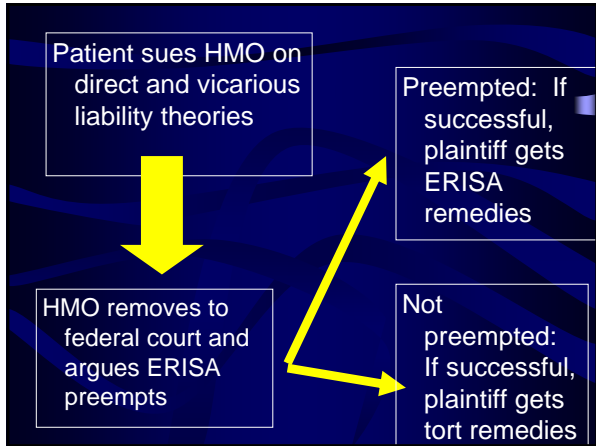 Patient sues HMO on
direct and vicarious
liability theories
HMO removes to
federal court and
argues ERISA
preempts
Preempted: If
successful,
plaintiff gets
ERISA
remedies
Not
preempted:
If successful,
plaintiff gets
tort remedies